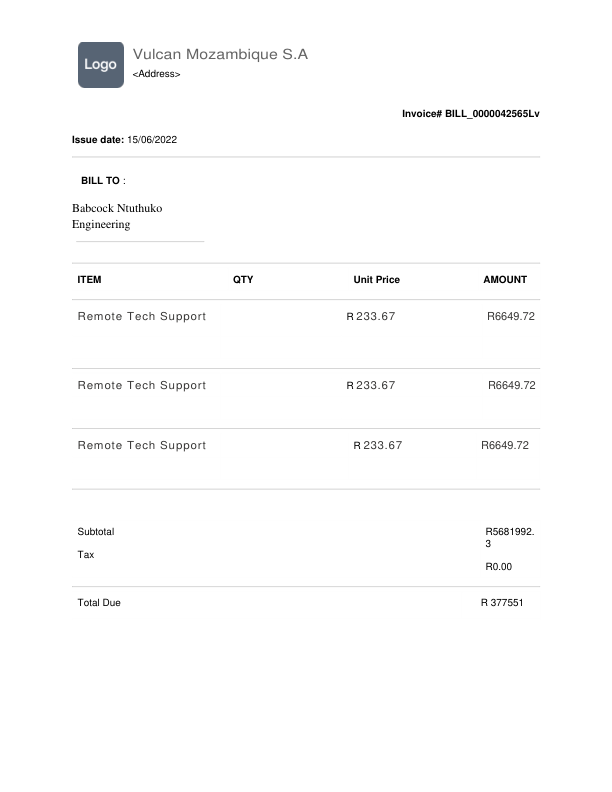 Logo
Vulcan Mozambique S.A
<Address>
Invoice# BILL_0000042565Lv
Issue date: 15/06/2022
BILL TO :
Babcock Ntuthuko
Engineering
ITEM QTY Unit Price AMOUNT
Remote Tech Support R 233.67 R6649.72
Remote Tech Support R 233.67 R6649.72
Remote Tech Support R 233.67 R6649.72
Subtotal R5681992.
3
Tax
R0.00
Total Due R 377551